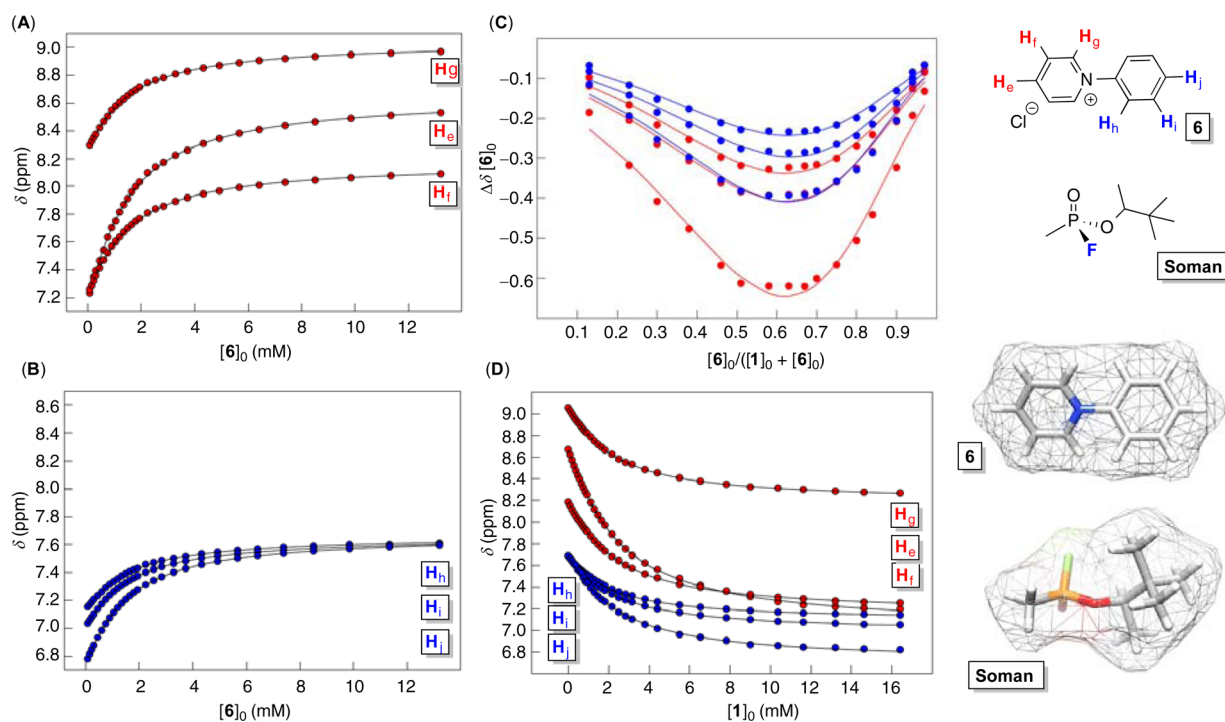 (A)
9.0
8.8
8.6
8.4
8.2
8.0
7.8
7.6
7.4
7.2
δ (ppm)
Hg
He
Hf
0 2 4 6 8 10 12
[6]0 (mM)
(C)
–0.1
–0.2
–0.3
–0.4
–0.5
–0.6
Δδ [6]0
0.1 0.2 0.3 0.4 0.5 0.6 0.7 0.8 0.9
[6]0/([1]0 + [6]0)
Hf
Hg
He
N
+
Cl
–
Hj
Hh
Hi
6
O
P
O
F
Soman
(B)
8.6
8.4
8.2
8.0
7.8
7.6
7.4
7.2
7.0
6.8
δ (ppm)
Hh
Hi
Hj
0 2 4 6 8 10 12
[6]0 (mM)
(D)
9.0
8.8
8.6
8.4
8.2
8.0
7.8
7.6
7.4
7.2
7.0
6.8
δ (ppm)
Hg
He
Hf
Hh
Hi
Hj
0 2 4 6 8 10 12 14 16
[1]0 (mM)
6
Soman